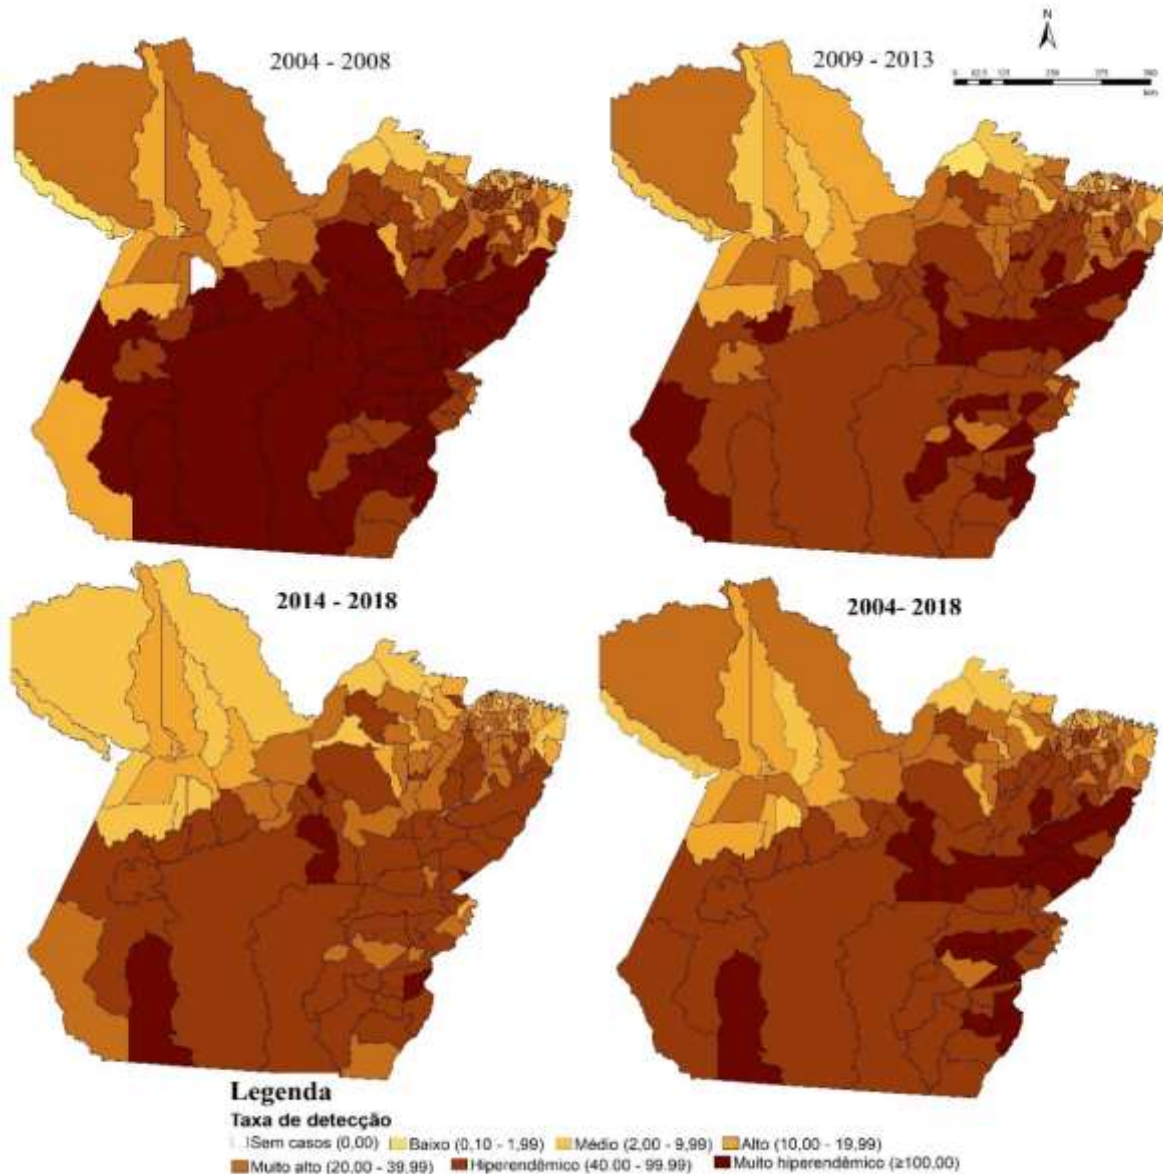 N
2004 - 2008
2009 - 2013
km
2014 - 2018
2004- 2018
Legenda
Taxa de detecção
Sem casos (0,00) Baixo (0,10 - 1,99) Médio (2,00 - 9,99) Alto (10,00 - 19,99)
Muito alto (20,00 - 39,99) Hiperendêmico (40.00 - 99.99) Muito hiperendêmico (≥100,00)